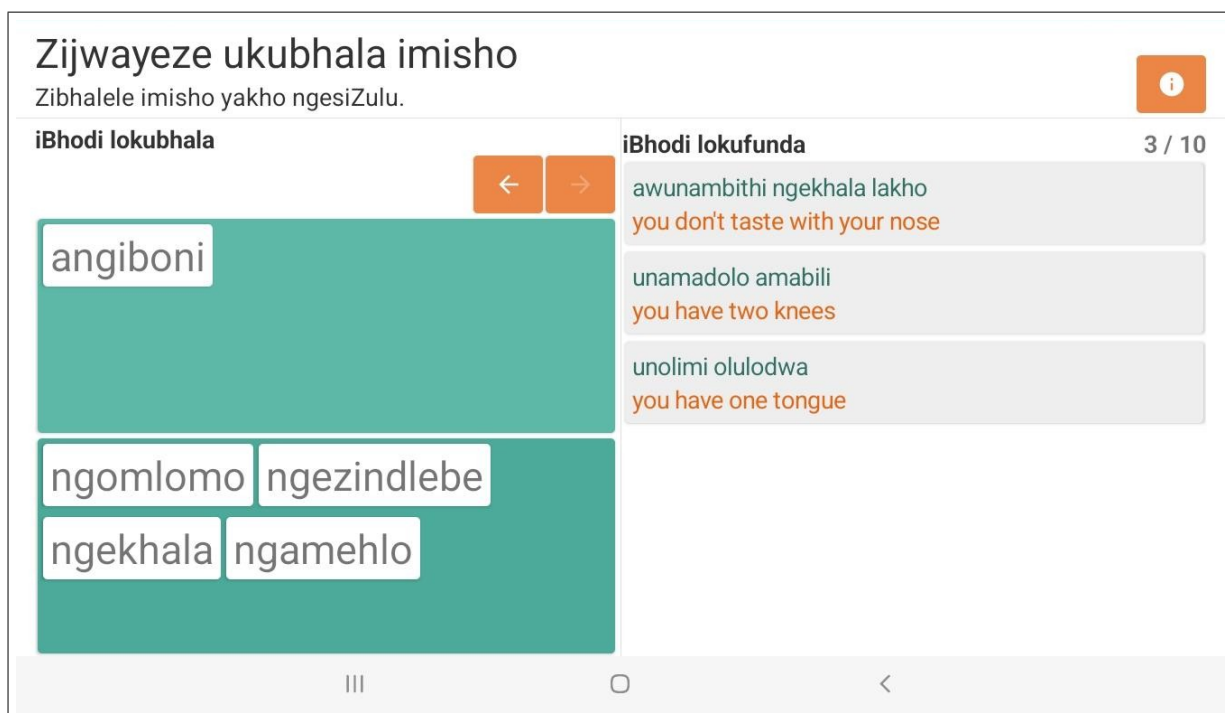 Zijwayeze ukubhala imisho
Zibhalele imisho yakho ngesiZulu.
iBhodi lokubhala
angiboni
ngomlomo ngezindlebe
ngekhala ngamehlo
iBhodi lokufunda 3 / 10
awunambithi ngekhala lakho
you don't taste with your nose
unamadolo amabili
you have two knees
unolimi olulodwa
you have one tongue